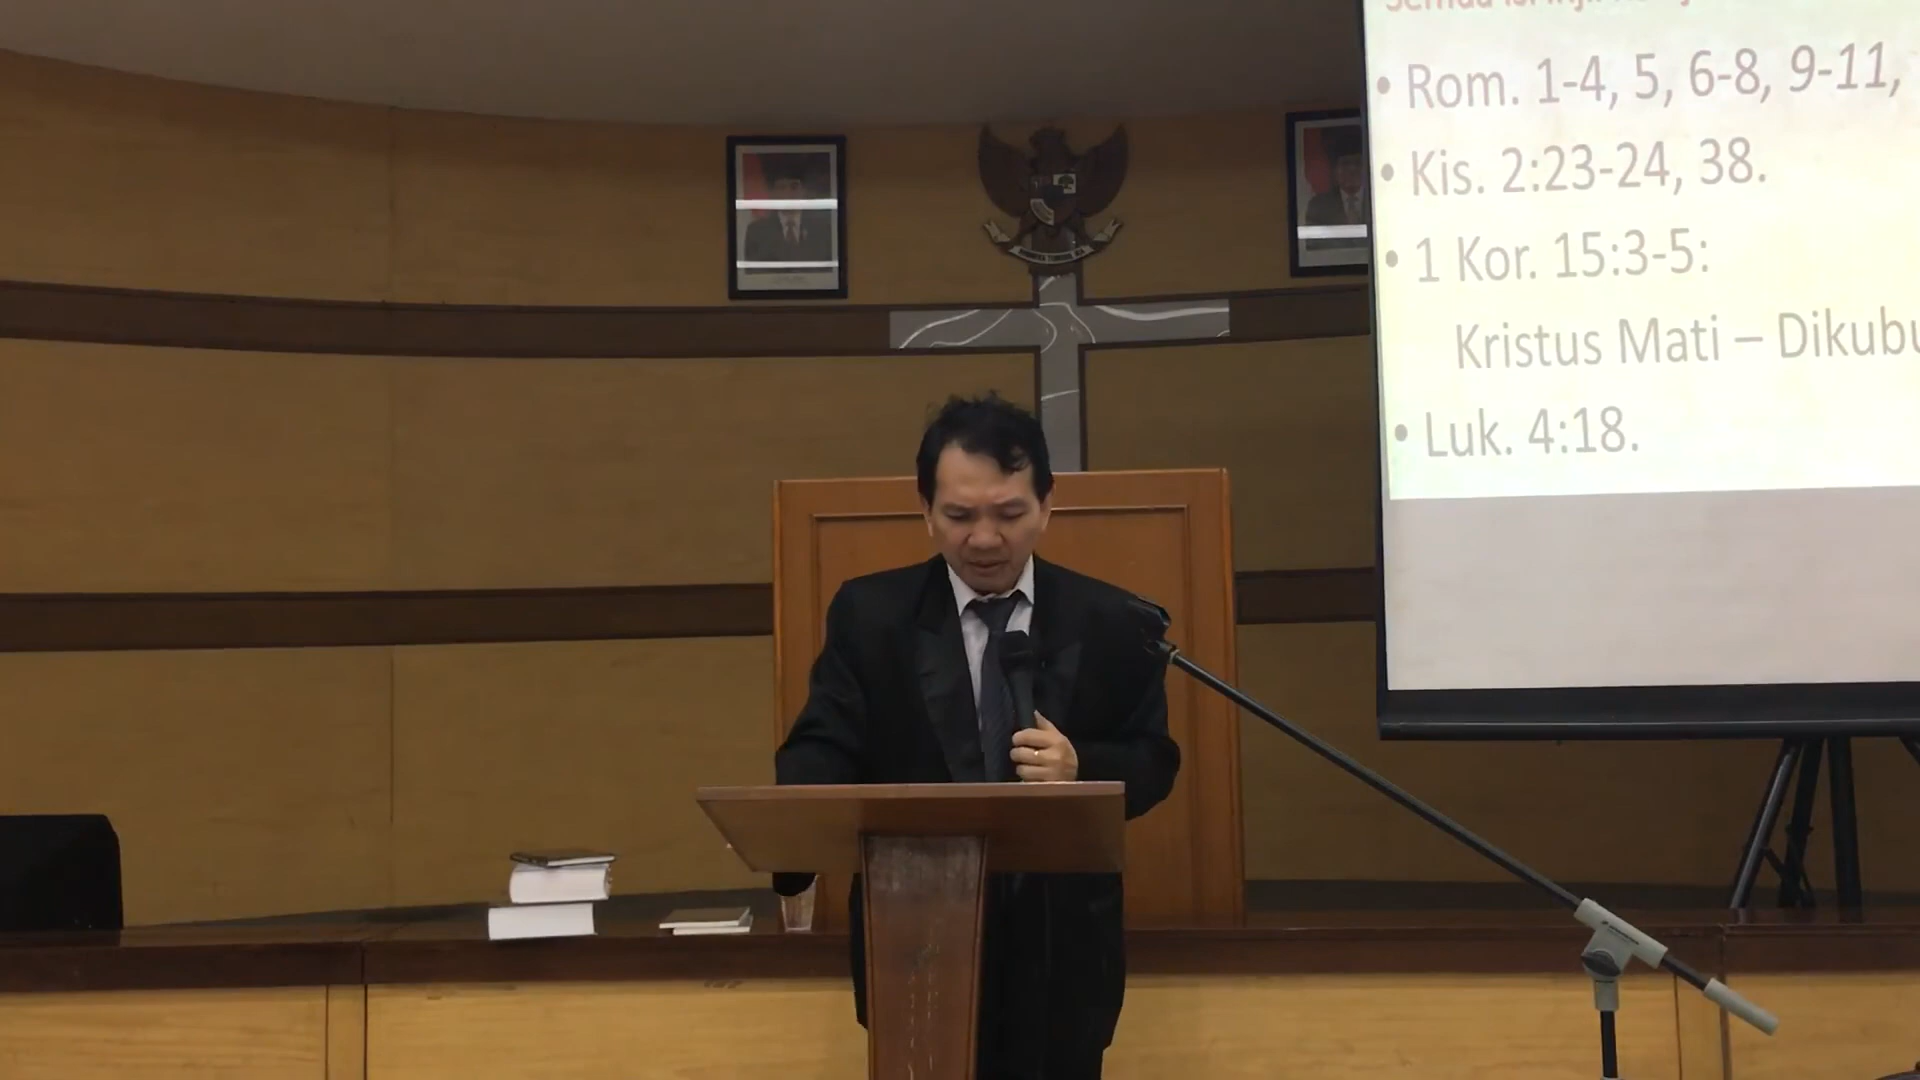 • Rom. 1-4, 5, 6-8, 9-11,
• Kis. 2:23-24, 38.
• 1 Kor. 15:3-5:
Kristus Mati – Dikubu
• Luk. 4:18.